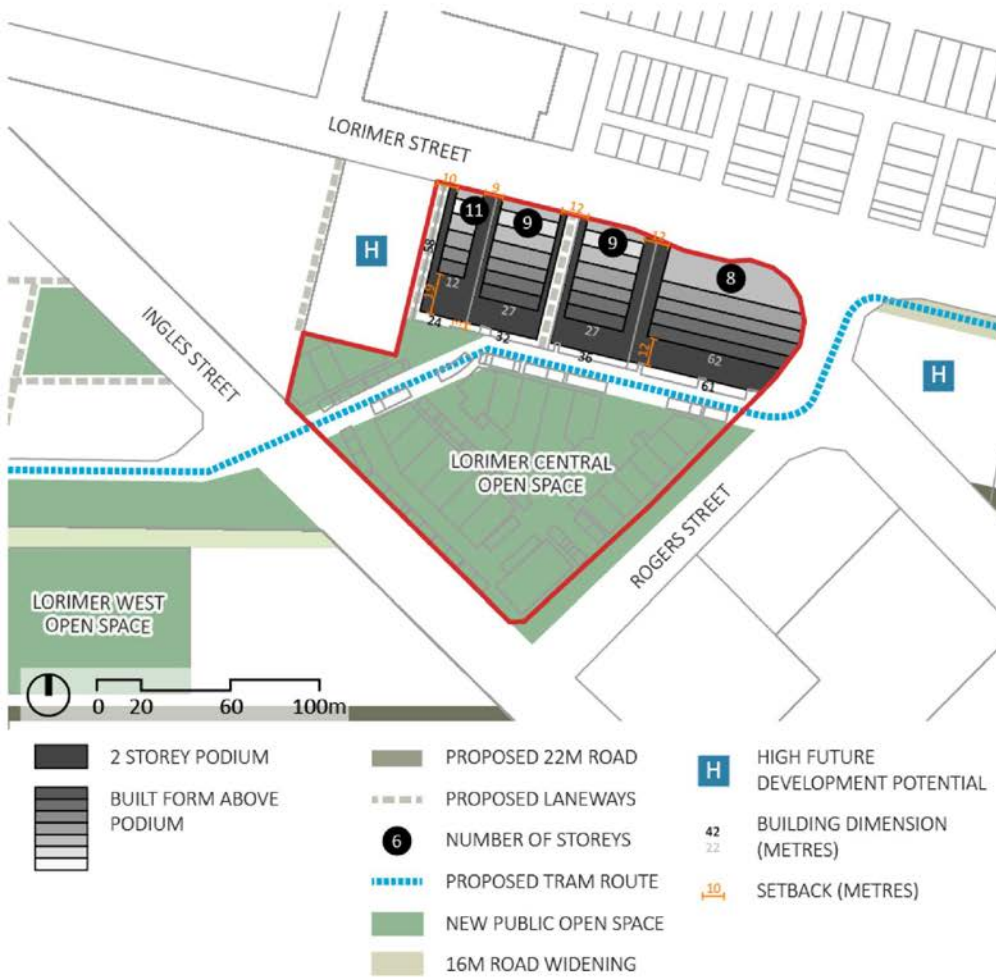 LORIMER STREET
10
9
12
12
11
9
9
8
H
58
12
9
27
27
12
62
24
32
36
61
H
INGLES STREET
LORIMER CENTRAL
OPEN SPACE
ROGERS STREET
LORIMER WEST
OPEN SPACE
0 20 60 100m
2 STOREY PODIUM
BUILT FORM ABOVE
PODIUM
PROPOSED 22M ROAD
PROPOSED LANEWAYS
6 NUMBER OF STOREYS
PROPOSED TRAM ROUTE
NEW PUBLIC OPEN SPACE
16M ROAD WIDENING
H HIGH FUTURE
DEVELOPMENT POTENTIAL
42 BUILDING DIMENSION
22 (METRES)
10 SETBACK (METRES)